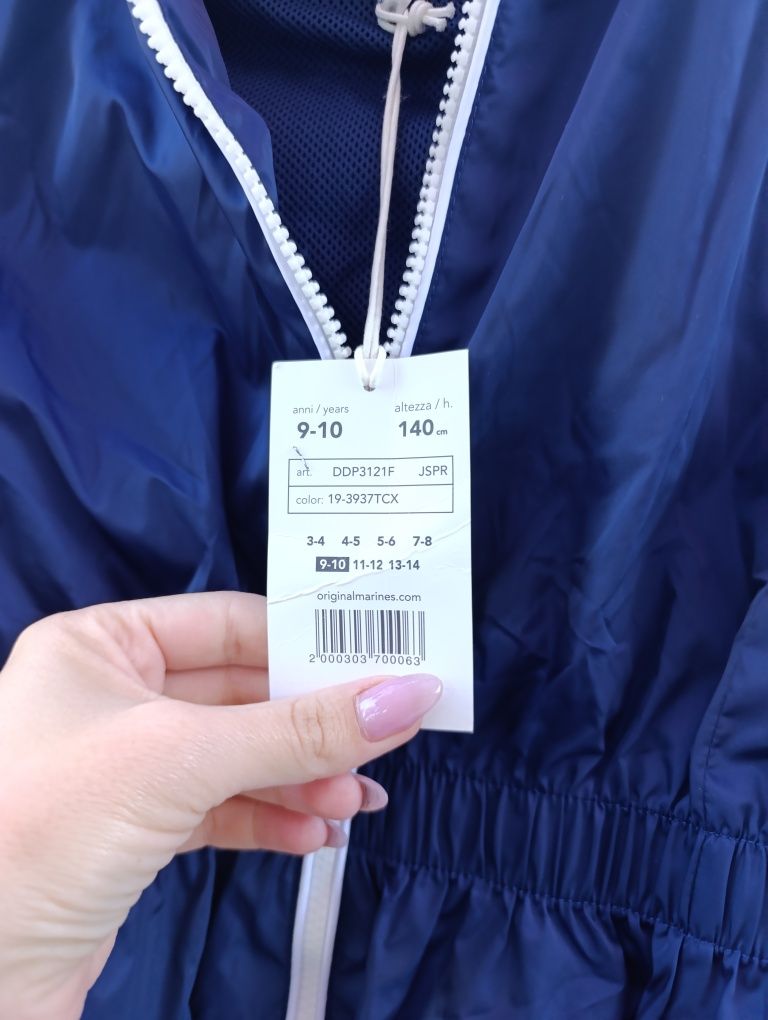 anni / years altezza / h.
9-10 140 cm
art. DDP3121F JSPR
color: 19-3937TCX
3-4 4-5 5-6 7-8
9-10 11-12 13-14
originalmarines.com
2 000303 700063